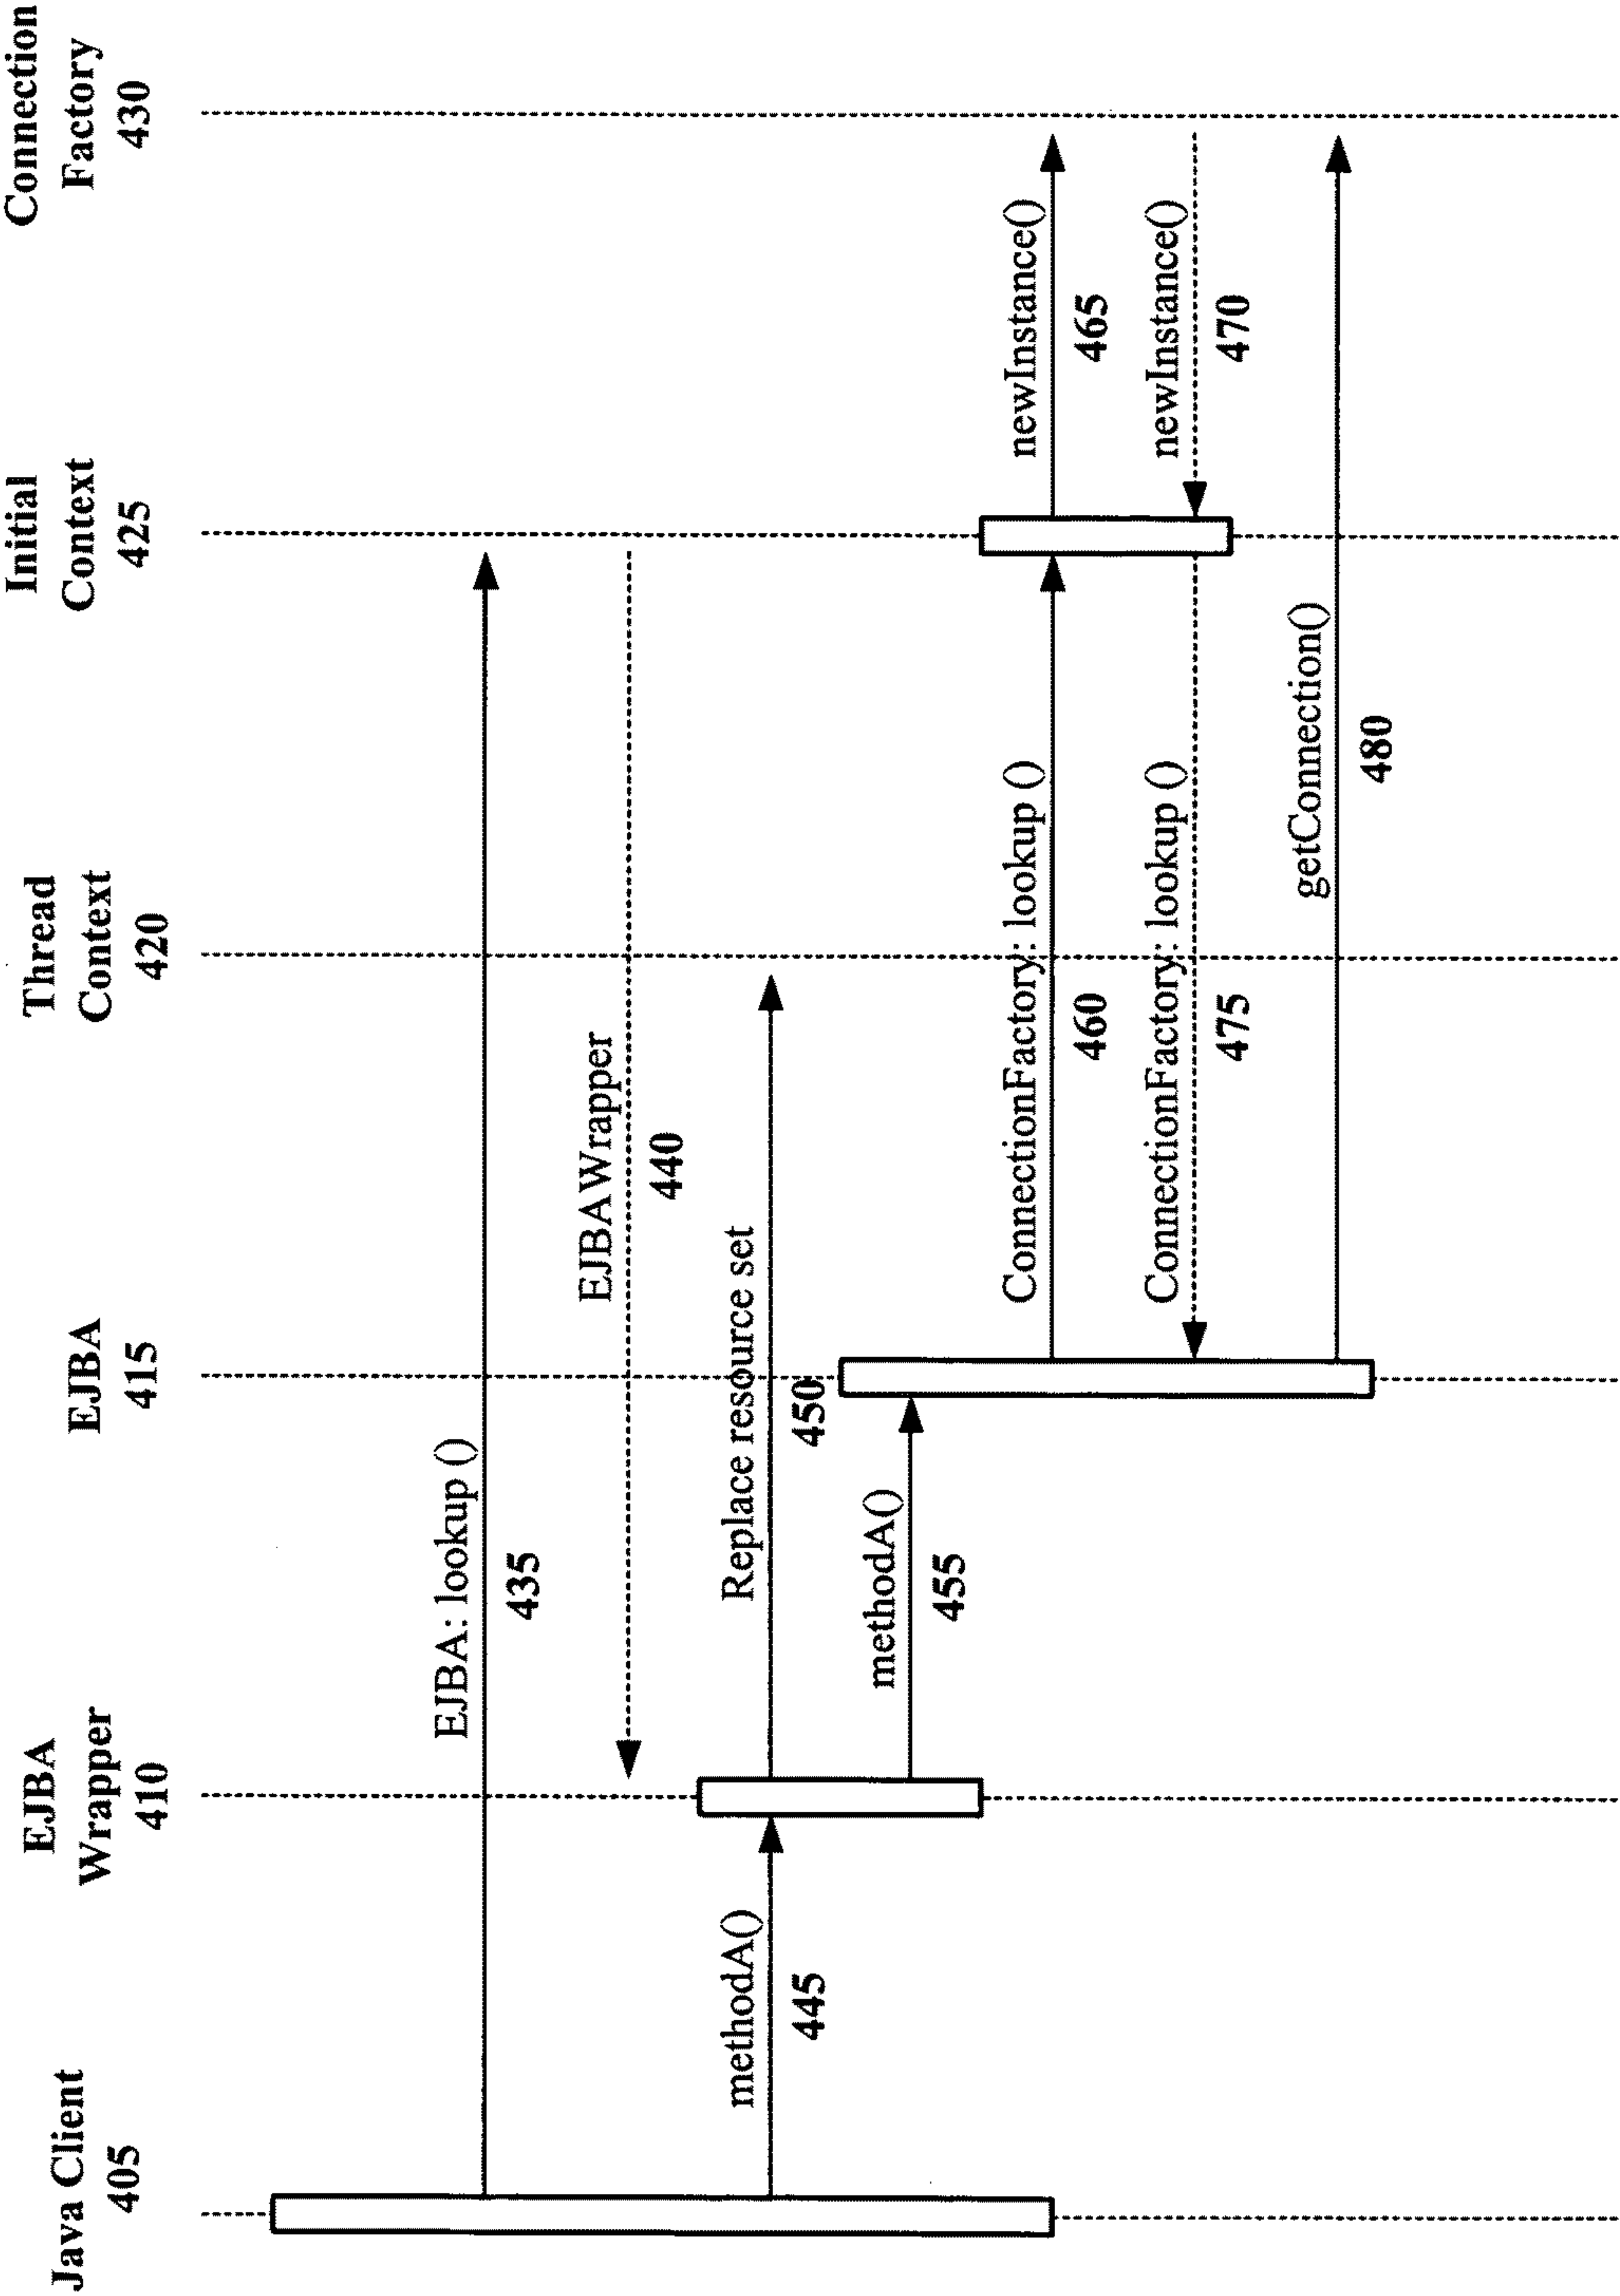 Java Client
405
EJBA
Wrapper
410
EJBA
415
Thread
Context
420
Initial
Context
425
Connection
Factory
430
EJBA: lookup ()
435
EJBAWrapper
440
methodA()
445
Replace resource set
450
methodA()
455
ConnectionFactory: lookup ()
460
newInstance()
465
ConnectionFactory: lookup ()
475
newInstance()
470
getConnection()
480